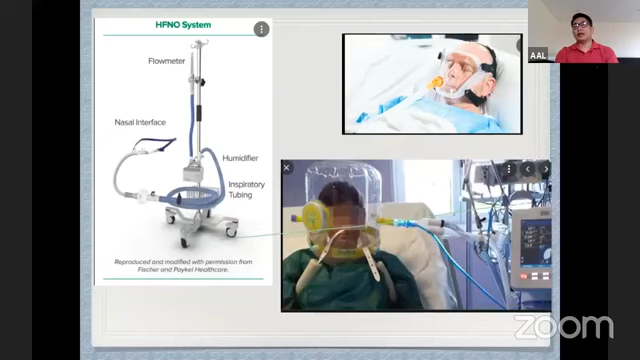 HFNO System
Flowmeter
Nasal Interface
Humidifier
Inspiratory
Tubing
Reproduced and modified with permission from
Fischer and Paykel Healthcare.
AAL
zoom